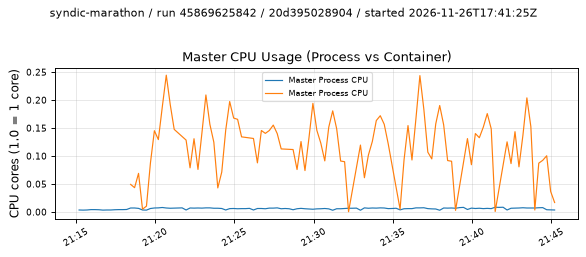 syndic-marathon / run 45869625842 / 20d395028904 / started 2026-11-26T17:41:25Z
Master CPU Usage (Process vs Container)
Master Process CPU
Master Process CPU
CPU cores (1.0 = 1 core)
0.25
0.20
0.15
0.10
0.05
0.00
21:15
21:20
21:25
21:30
21:35
21:40
21:45